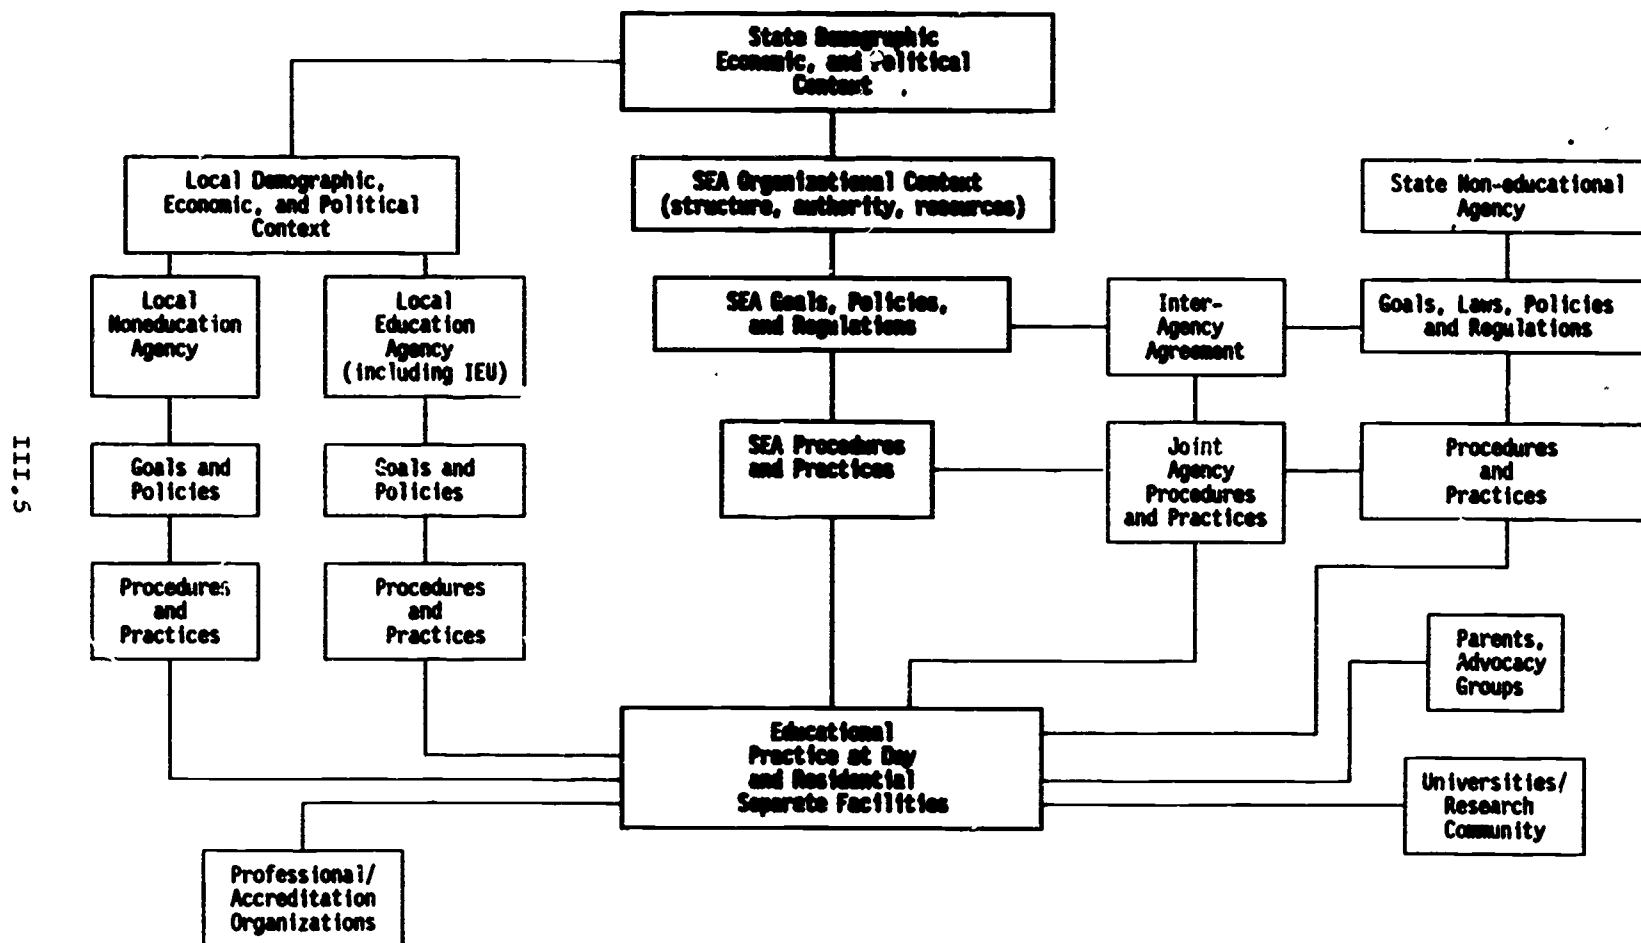 State Demographic
Economic, and Political
Context
Local Demographic,
Economic, and Political
Context
SEA Organizational Context
(structure, authority, resources)
State Non-educational
Agency
Local
Noneducation
Agency
Local
Education
Agency
(including IEU)
SEA Goals, Policies,
and Regulations
Inter-
Agency
Agreement
Goals, Laws, Policies
and Regulations
Goals and
Policies
Goals and
Policies
SEA Procedures
and Practices
Joint
Agency
Procedures
and Practices
Procedures
and
Practices
III.5
Procedures
and
Practices
Procedures
and
Practices
Parents,
Advocacy
Groups
Educational
Practice at Day
and Residential
Separate Facilities
Universities/
Research
Community
Professional/
Accreditation
Organizations